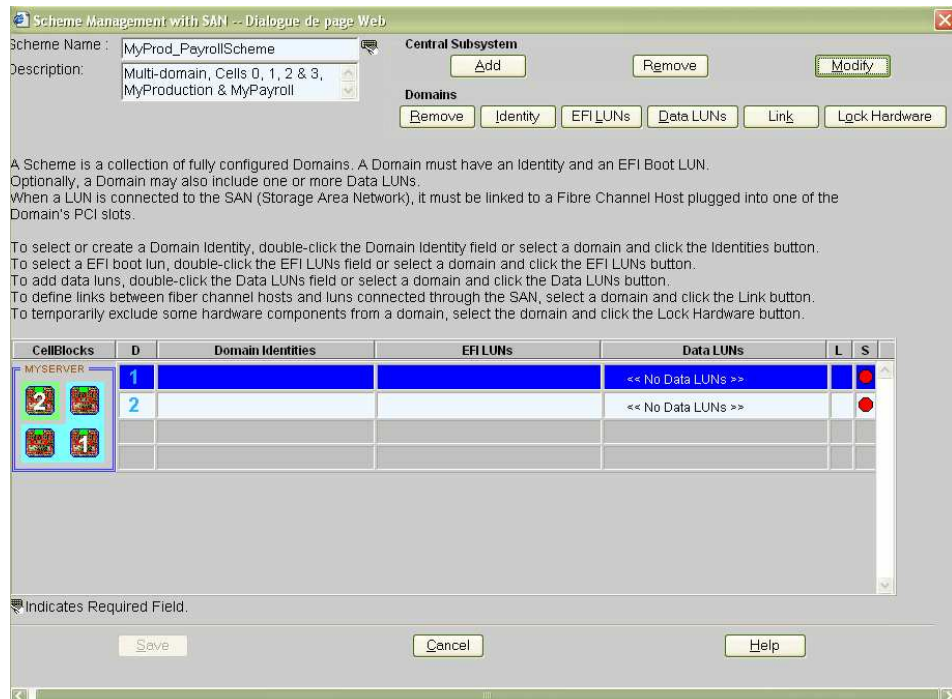 Scheme Management with SAN -- Dialogue de page Web
Scheme Name : MyProd_PayrollScheme
Description: Multi-domain, Cells 0, 1, 2 & 3,
MyProduction & MyPayroll
Central Subsystem
Add Remove Modify
Domains
Remove Identity EFI LUNs Data LUNs Link Lock Hardware
A Scheme is a collection of fully configured Domains. A Domain must have an Identity and an EFI Boot LUN.
Optionally, a Domain may also include one or more Data LUNs.
When a LUN is connected to the SAN (Storage Area Network), it must be linked to a Fibre Channel Host plugged into one of the
Domain's PCI slots.
To select or create a Domain Identity, double-click the Domain Identity field or select a domain and click the Identities button.
To select a EFI boot lun, double-click the EFI LUNs field or select a domain and click the EFI LUNs button.
To add data luns, double-click the Data LUNs field or select a domain and click the Data LUNs button.
To define links between fiber channel hosts and luns connected through the SAN, select a domain and click the Link button.
To temporarily exclude some hardware components from a domain, select the domain and click the Lock Hardware button.
CellBlocks D Domain Identities EFI LUNs Data LUNs L S
MYSERVER
1 << No Data LUNs >>
2 2 << No Data LUNs >>
1
Indicates Required Field.
Save Cancel Help